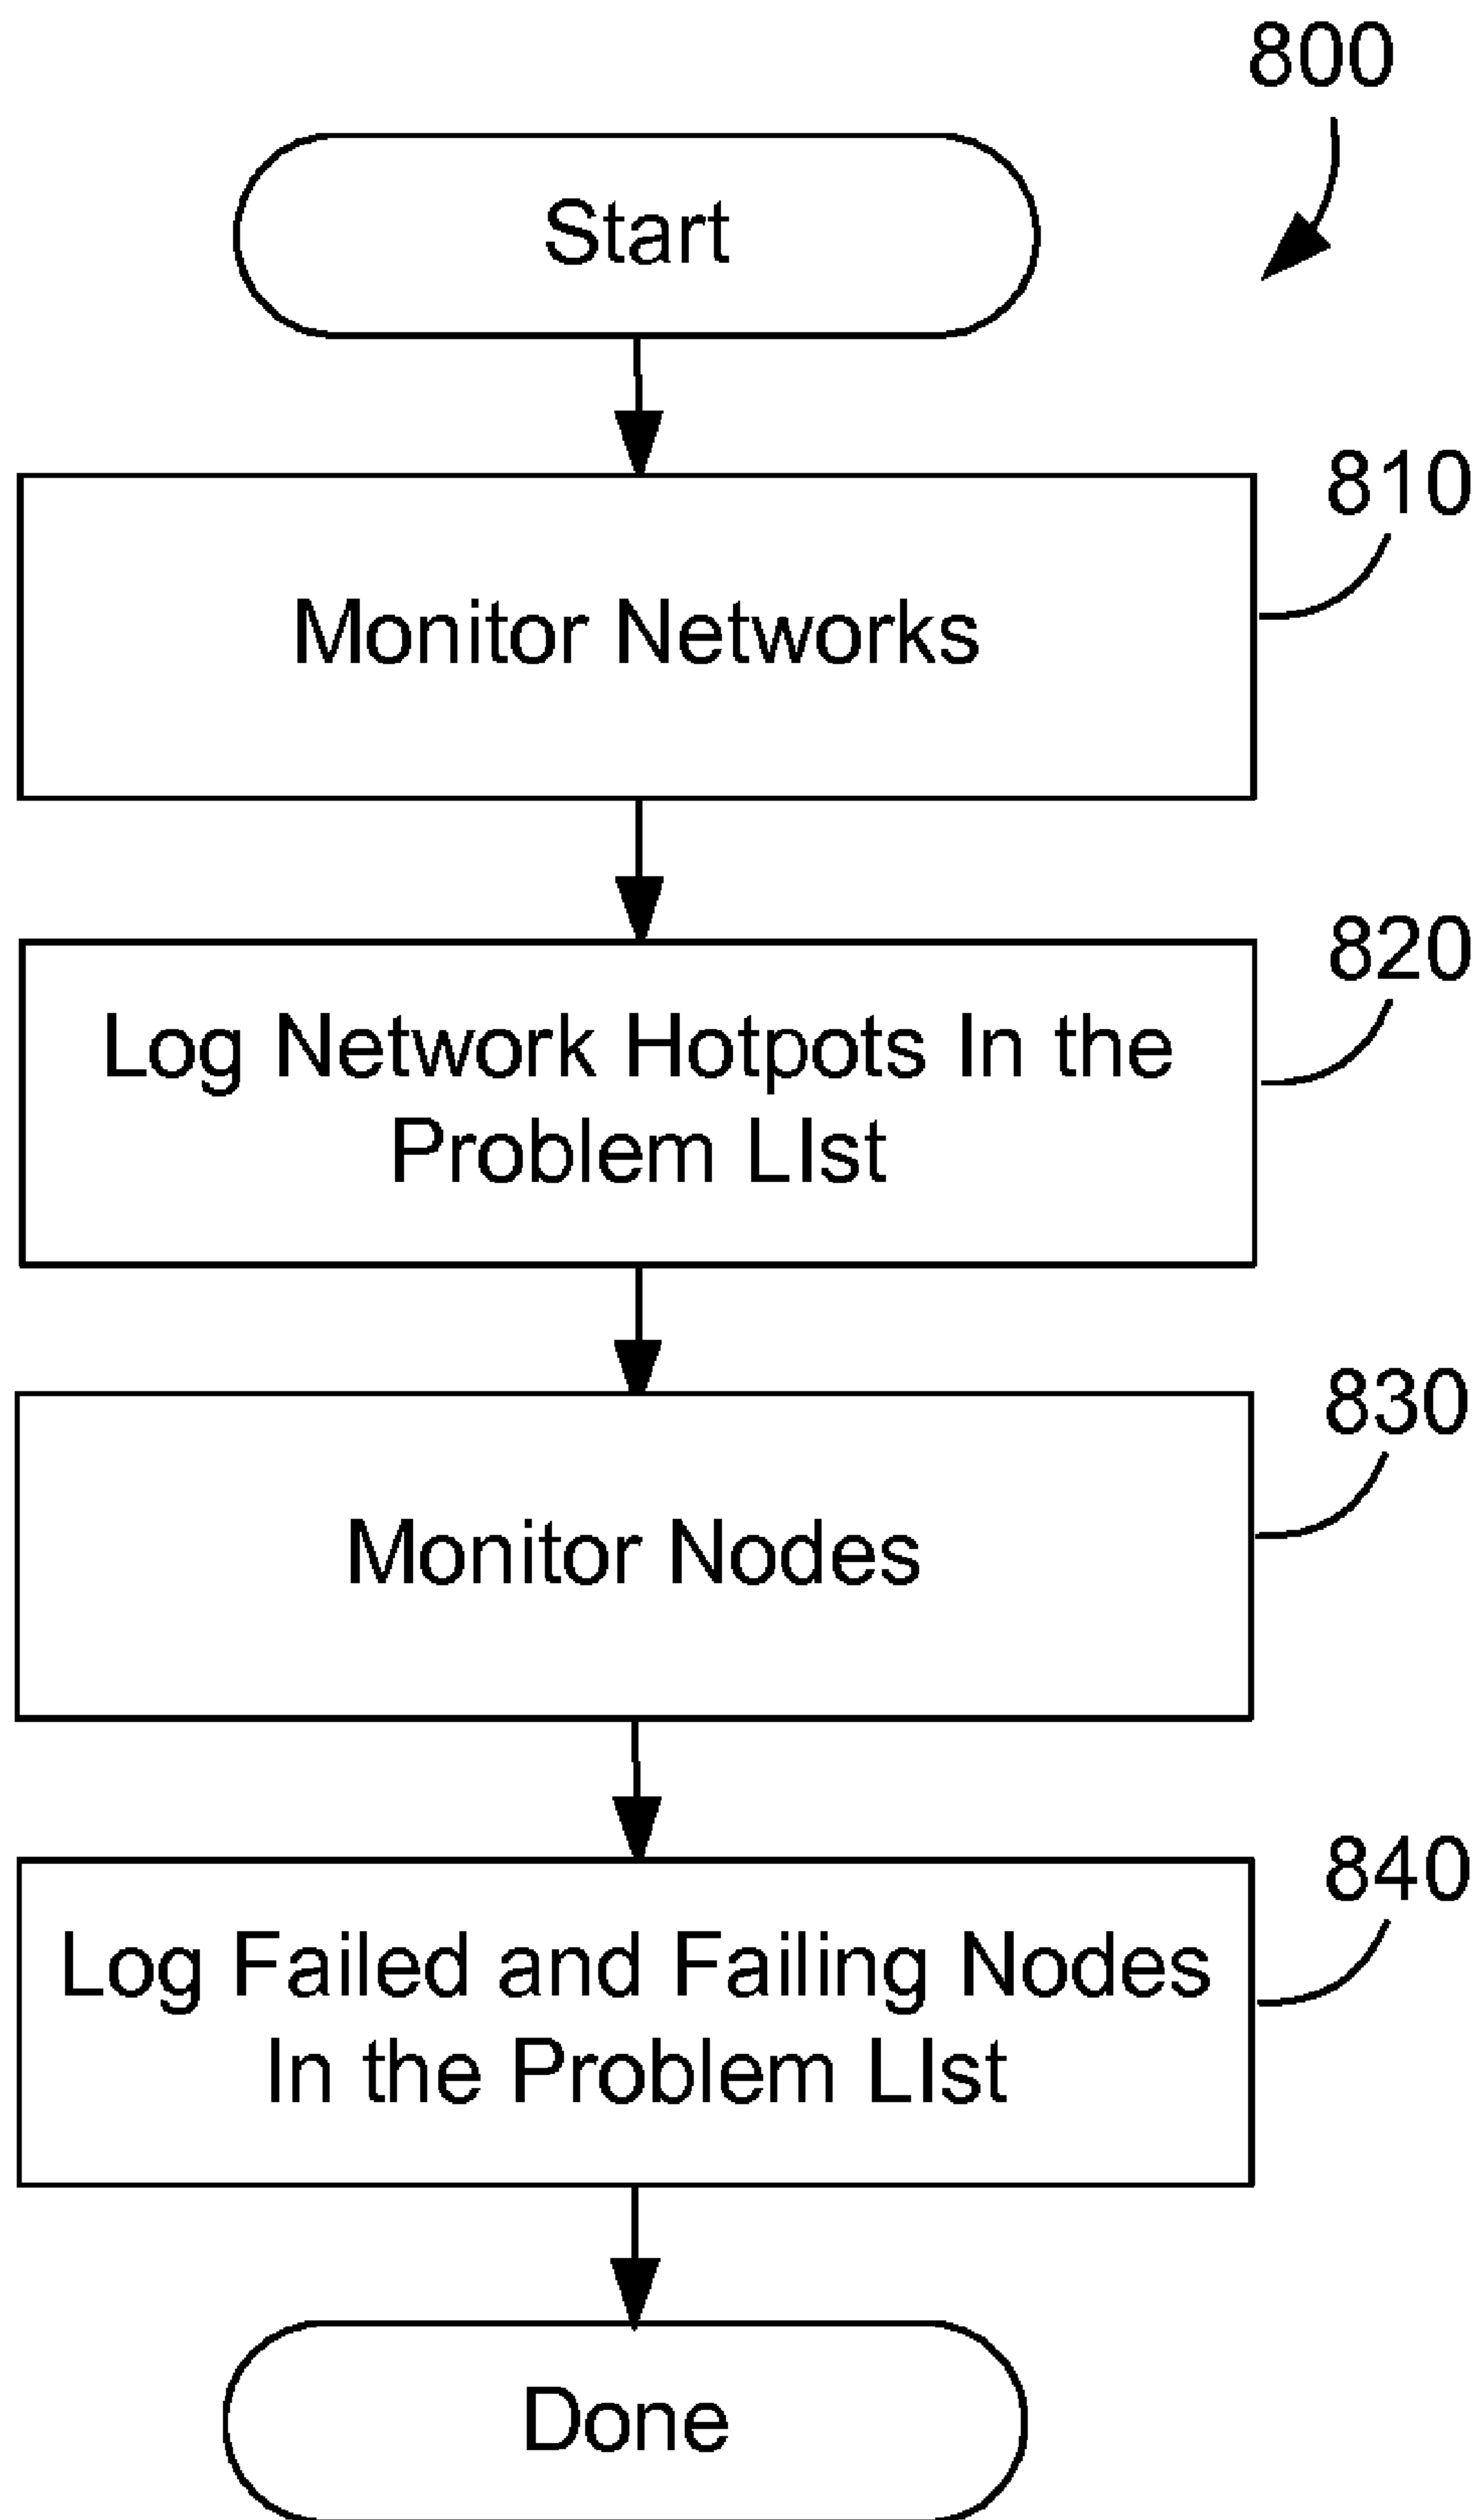 800
Start
810
Monitor Networks
820
Log Network Hotpots In the
Problem LIst
830
Monitor Nodes
840
Log Failed and Failing Nodes
In the Problem LIst
Done